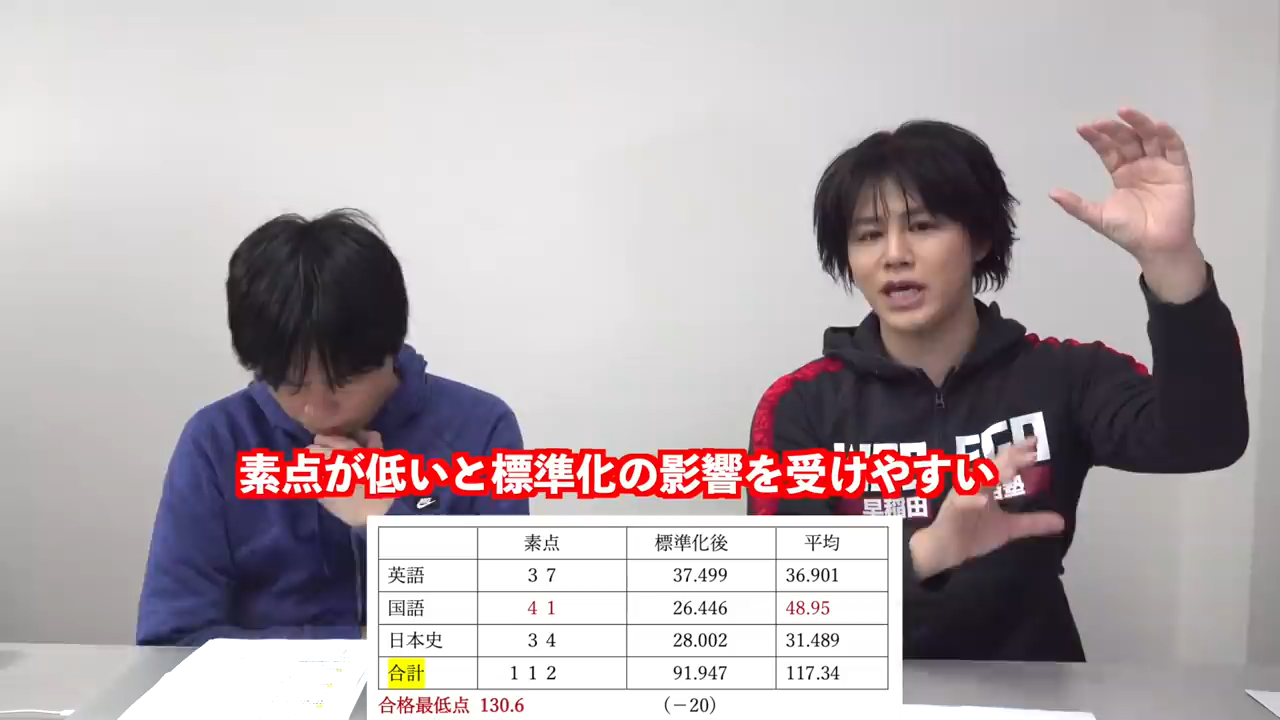 素点が低いと標準化の影響を受けやすい
早稲田
素点 標準化後 平均
英語 37 37.499 36.901
国語 41 26.446 48.95
日本史 34 28.002 31.489
合計 112 91.947 117.34
合格最低点 130.6 (−20)